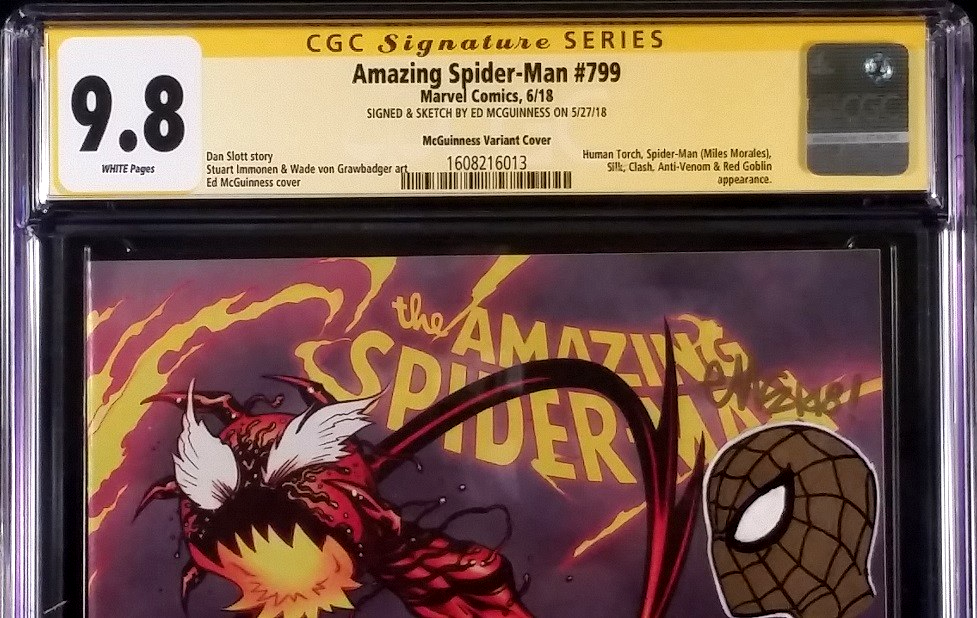 CGC Signature SERIES
Amazing Spider-Man #799
Marvel Comics, 6/18
SIGNED & SKETCH BY ED MCGUINNESS ON 5/27/18
9.8
WHITE Pages
McGuinness Variant Cover
Dan Slott story
Stuart Immonen & Wade von Grawbadger art
Ed McGuinness cover
1608216013
Human Torch, Spider-Man (Miles Morales),
Silk, Clash, Anti-Venom & Red Goblin
appearance.
CGC
the AMAZING
SPIDER-MAN